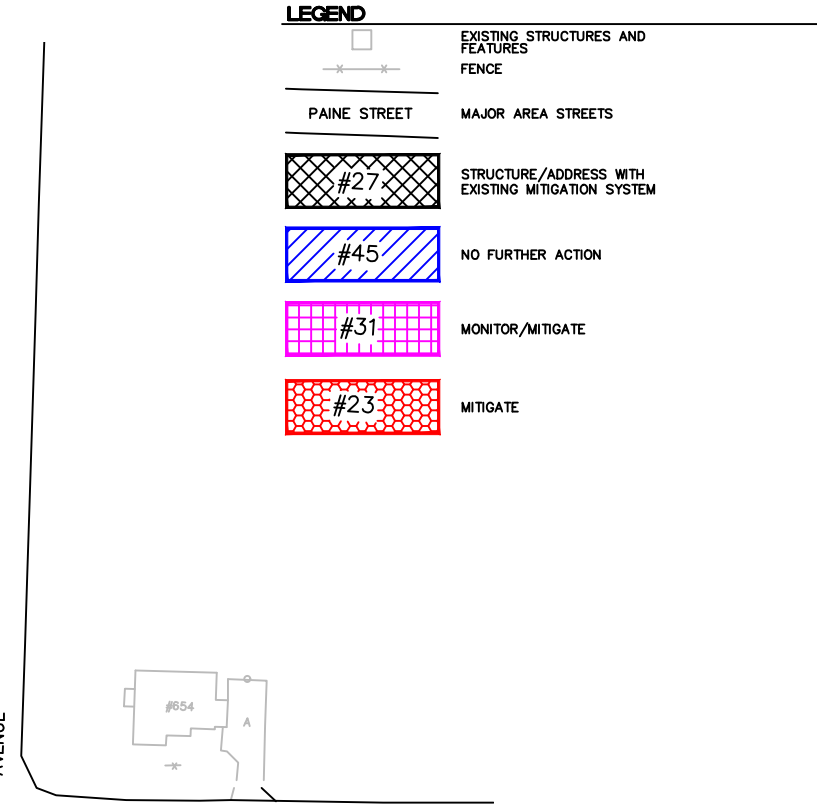 LEGEND
EXISTING STRUCTURES AND
FEATURES
FENCE
PAINE STREET
MAJOR AREA STREETS
#27
STRUCTURE/ADDRESS WITH
EXISTING MITIGATION SYSTEM
#45
NO FURTHER ACTION
#31
MONITOR/MITIGATE
#23
MITIGATE
#654
A
AVENUE